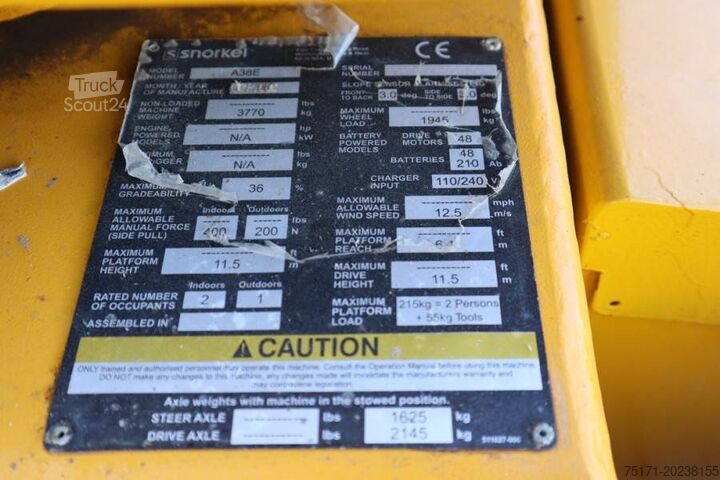 snorkel
CE
Truck
Scout24
MODEL NUMBER A38E
MONTH / YEAR OF MANUFACTURE
NON-LOADED MACHINE WEIGHT -------- lbs
3770 kg
ENGINE POWERED MODELS -------- hp
N/A kW
-------- lbs
N/A kg
MAXIMUM GRADEABILITY 36 %
Indoors Outdoors
MAXIMUM ALLOWABLE MANUAL FORCE (SIDE PULL) lbs
400 200 N
MAXIMUM PLATFORM HEIGHT -------- ft
11.5 m
Indoors Outdoors
RATED NUMBER OF OCCUPANTS 2 1
ASSEMBLED IN
SERIAL NUMBER
SLOPE SENSOR ALARM SETTING
FRONT TO BACK 3.0 deg SIDE TO SIDE deg
MAXIMUM WHEEL LOAD -------- lbs
1945 kg
BATTERY POWERED MODELS DRIVE MOTORS 48
BATTERIES 48
210 Ah
CHARGER INPUT 110/240 V
MAXIMUM ALLOWABLE WIND SPEED -------- mph
12.5 m/s
MAXIMUM PLATFORM REACH -------- ft
m
MAXIMUM DRIVE HEIGHT -------- ft
11.5 m
MAXIMUM PLATFORM LOAD 215kg = 2 Persons
+ 55kg Tools
CAUTION
ONLY trained and authorised personnel may operate this machine. Consult the Operation Manual before using this machine.
DO NOT make any changes to this machine, any changes made will invalidate the manufacturers warranty and
may contravene legislation.
Axle weights with machine in the stowed position.
STEER AXLE -------- lbs 1625 kg
DRIVE AXLE -------- lbs 2145 kg
511827-000
75171-20238155